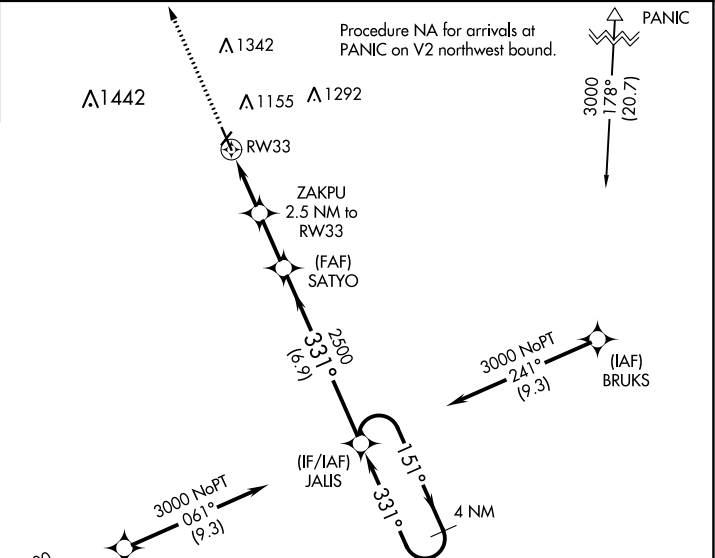 Procedure NA for arrivals at
PANIC on V2 northwest bound.
PANIC
1342
1442
1155
1292
3000
178°
(20.7)
RW33
ZAKPU
2.5 NM to
RW33
(FAF)
SATYO
2500
331°
(6.9)
3000 NoPT
241°
(9.3)
(IAF)
BRUKS
(IF/IAF)
JALIS
151°
331°
4 NM
3000 NoPT
061°
(9.3)